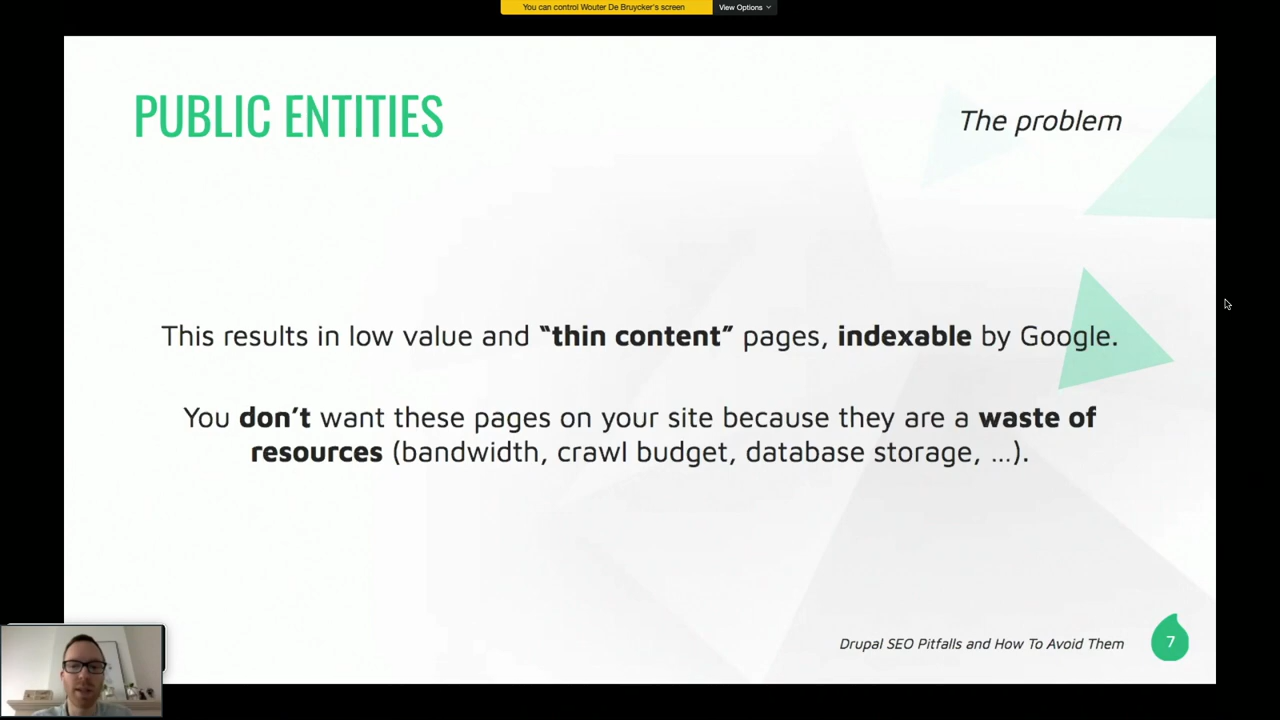 You can control Wouter De Bruycker's screen
View Options
PUBLIC ENTITIES
The problem
This results in low value and “thin content” pages, indexable by Google.
You don’t want these pages on your site because they are a waste of
resources (bandwidth, crawl budget, database storage, ...).
Drupal SEO Pitfalls and How To Avoid Them
7